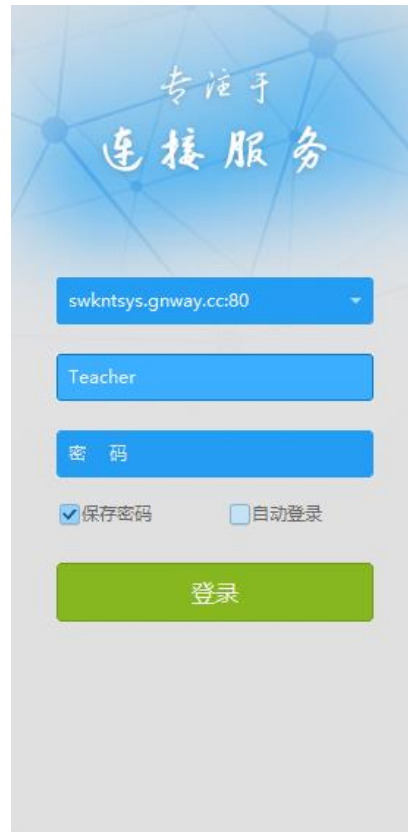 专注于
连接服务
swkntsys.gnway.cc:80
Teacher
密 码
保存密码 自动登录
登录